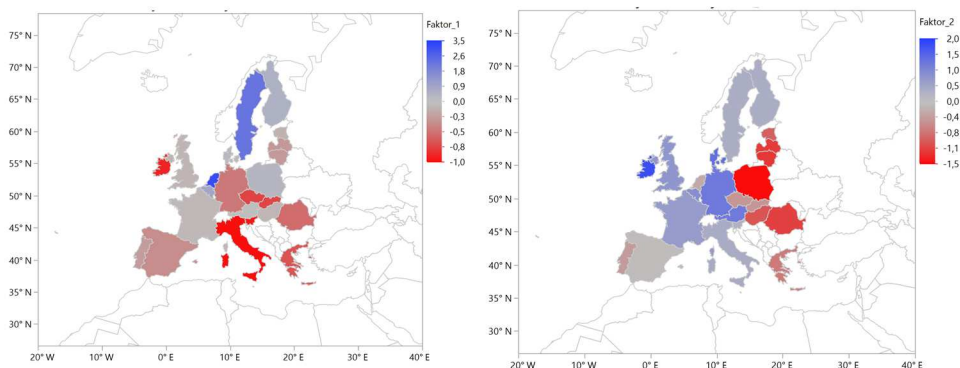 Faktor_1
3,5
2,6
1,8
0,9
0,0
-0,3
-0,5
-0,8
-1,0
75° N
70° N
65° N
60° N
55° N
50° N
45° N
40° N
35° N
30° N
20° W
10° W
0° E
10° E
20° E
30° E
40° E
Faktor_2
2,0
1,5
1,0
0,5
0,0
-0,4
-0,8
-1,1
-1,5
75° N
70° N
65° N
60° N
55° N
50° N
45° N
40° N
35° N
30° N
20° W
10° W
0° E
10° E
20° E
30° E
40° E